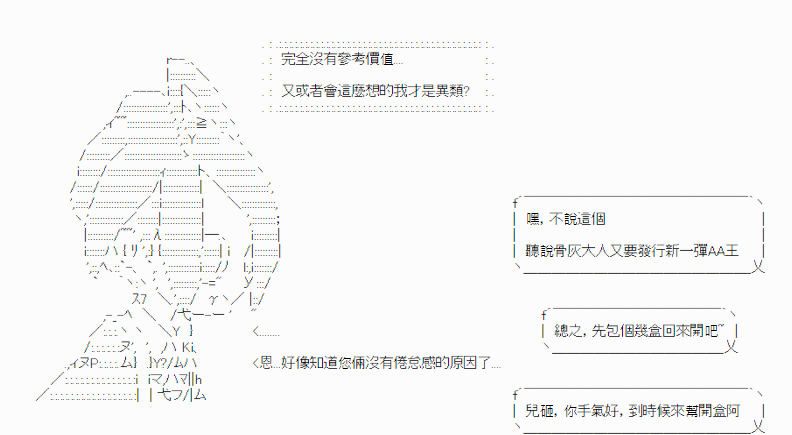 完全沒有參考價值....
又或者會這麼想的我才是異類?
嘿, 不說這個
聽說骨灰大人又要發行新一彈AA王
總之, 先包個幾盒回來開吧~
<........
<恩....好像知道您倆沒有倦怠感的原因了....
兒砸, 你手氣好, 到時候來幫開盒阿